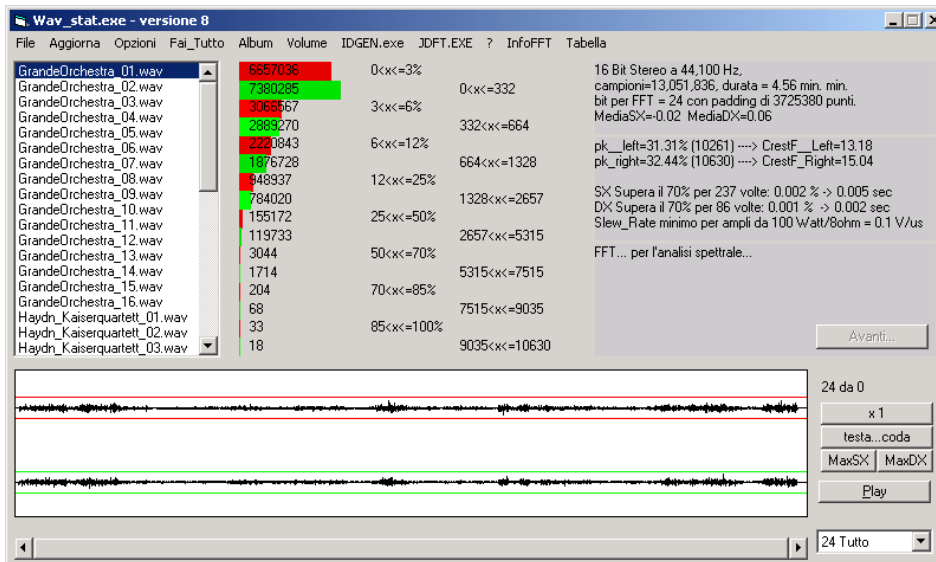 Wav_stat.exe - versione 8
File Aggiorna Opzioni Fai_Tutto Album Volume IDGEN.exe JDFT.EXE ? InfoFFT Tabella
GrandeOrchestra_01.wav
GrandeOrchestra_02.wav
GrandeOrchestra_03.wav
GrandeOrchestra_04.wav
GrandeOrchestra_05.wav
GrandeOrchestra_06.wav
GrandeOrchestra_07.wav
GrandeOrchestra_08.wav
GrandeOrchestra_09.wav
GrandeOrchestra_10.wav
GrandeOrchestra_11.wav
GrandeOrchestra_12.wav
GrandeOrchestra_13.wav
GrandeOrchestra_14.wav
GrandeOrchestra_15.wav
GrandeOrchestra_16.wav
Haydn_Kaiserquartett_01.wav
Haydn_Kaiserquartett_02.wav
Haydn_Kaiserquartett_03.wav
6657036 0<x<=3%
7380285 0<x<=332
3066567 3<x<=6%
2889270 332<x<=664
2220843 6<x<=12%
1876728 664<x<=1328
948937 12<x<=25%
784020 1328<x<=2657
155172 25<x<=50%
119733 2657<x<=5315
3044 50<x<=70%
1714 5315<x<=7515
204 70<x<=85%
68 7515<x<=9035
33 85<x<=100%
18 9035<x<=10630
16 Bit Stereo a 44,100 Hz,
campioni=13,051,836, durata = 4.56 min. min.
bit per FFT = 24 con padding di 3725380 punti.
MediaSX=-0.02 MediaDX=0.06
pk__left=31.31% (10261) ----> CrestF__Left=13.18
pk_right=32.44% (10630) ----> CrestF_Right=15.04
SX Supera il 70% per 237 volte: 0.002 % -> 0.005 sec
DX Supera il 70% per 86 volte: 0.001 % -> 0.002 sec
Slew_Rate minimo per ampli da 100 Watt/8ohm = 0.1 V/us
FFT... per l'analisi spettrale...
Avanti...
24 da 0
x 1
testa...coda
MaxSX MaxDX
Play
24 Tutto